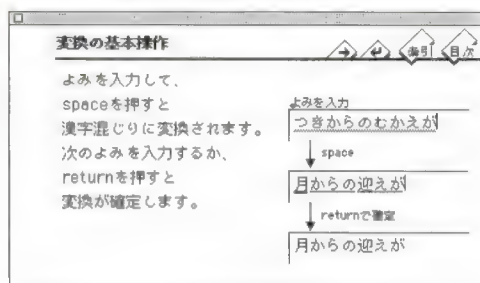 変換の基本操作
索引
目次
よみを入力して、
spaceを押すと
漢字混じりに変換されます。
次のよみを入力するか、
returnを押すと
変換が確定します。
よみを入力
つきからのむかえが
space
月からの迎えが
returnで確定
月からの迎えが